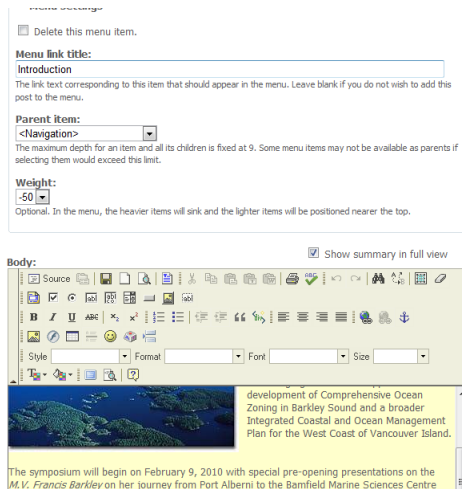 Menu settings
Delete this menu item.
Menu link title:
Introduction
The link text corresponding to this item that should appear in the menu. Leave blank if you do not wish to add this
post to the menu.
Parent item:
<Navigation>
The maximum depth for an item and all its children is fixed at 9. Some menu items may not be available as parents if
selecting them would exceed this limit.
Weight:
-50
Optional. In the menu, the heavier items will sink and the lighter items will be positioned nearer the top.
Show summary in full view
Body:
Source
B I U ABC x₂ x²
Style Format Font Size
development of Comprehensive Ocean
Zoning in Barkley Sound and a broader
Integrated Coastal and Ocean Management
Plan for the West Coast of Vancouver Island.
The symposium will begin on February 9, 2010 with special pre-opening presentations on the
M.V. Francis Barkley on her journey from Port Alberni to the Bamfield Marine Sciences Centre